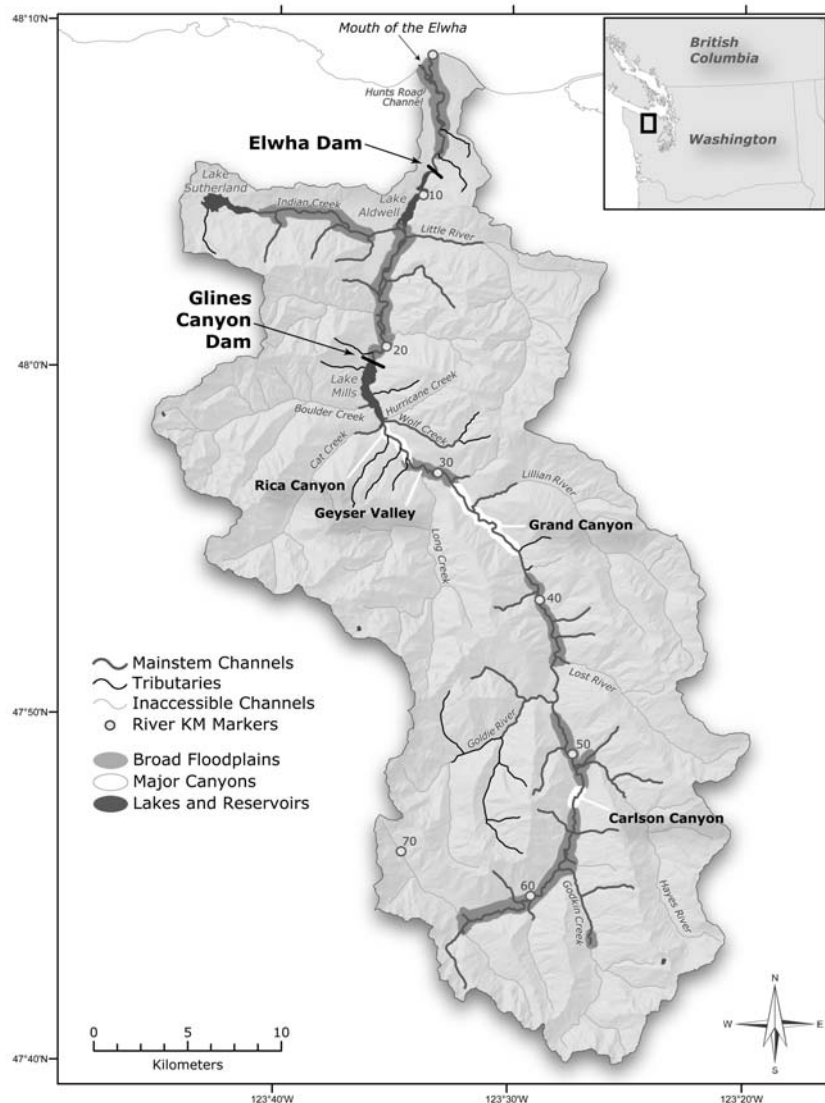 48°10'N
Mouth of the Elwha
Hunts Road
Channel
British
Columbia
Washington
Elwha Dam
Lake
Sutherland
Indian Creek
Lake
Aldwell
10
Little River
Glines
Canyon
Dam
20
48°0'N
Lake
Mills
Hurricane Creek
Boulder Creek
Wolf Creek
Cat Creek
30
Rica Canyon
Lillian River
Geyser Valley
Grand Canyon
Long Creek
40
Mainstem Channels
Tributaries
Inaccessible Channels
River KM Markers
Lost River
47°50'N
Goldie River
50
Broad Floodplains
Major Canyons
Lakes and Reservoirs
Carlson Canyon
70
60
Godkin Creek
Hayes River
0 5 10
Kilometers
N
W E
S
47°40'N
123°40'W 123°30'W 123°20'W